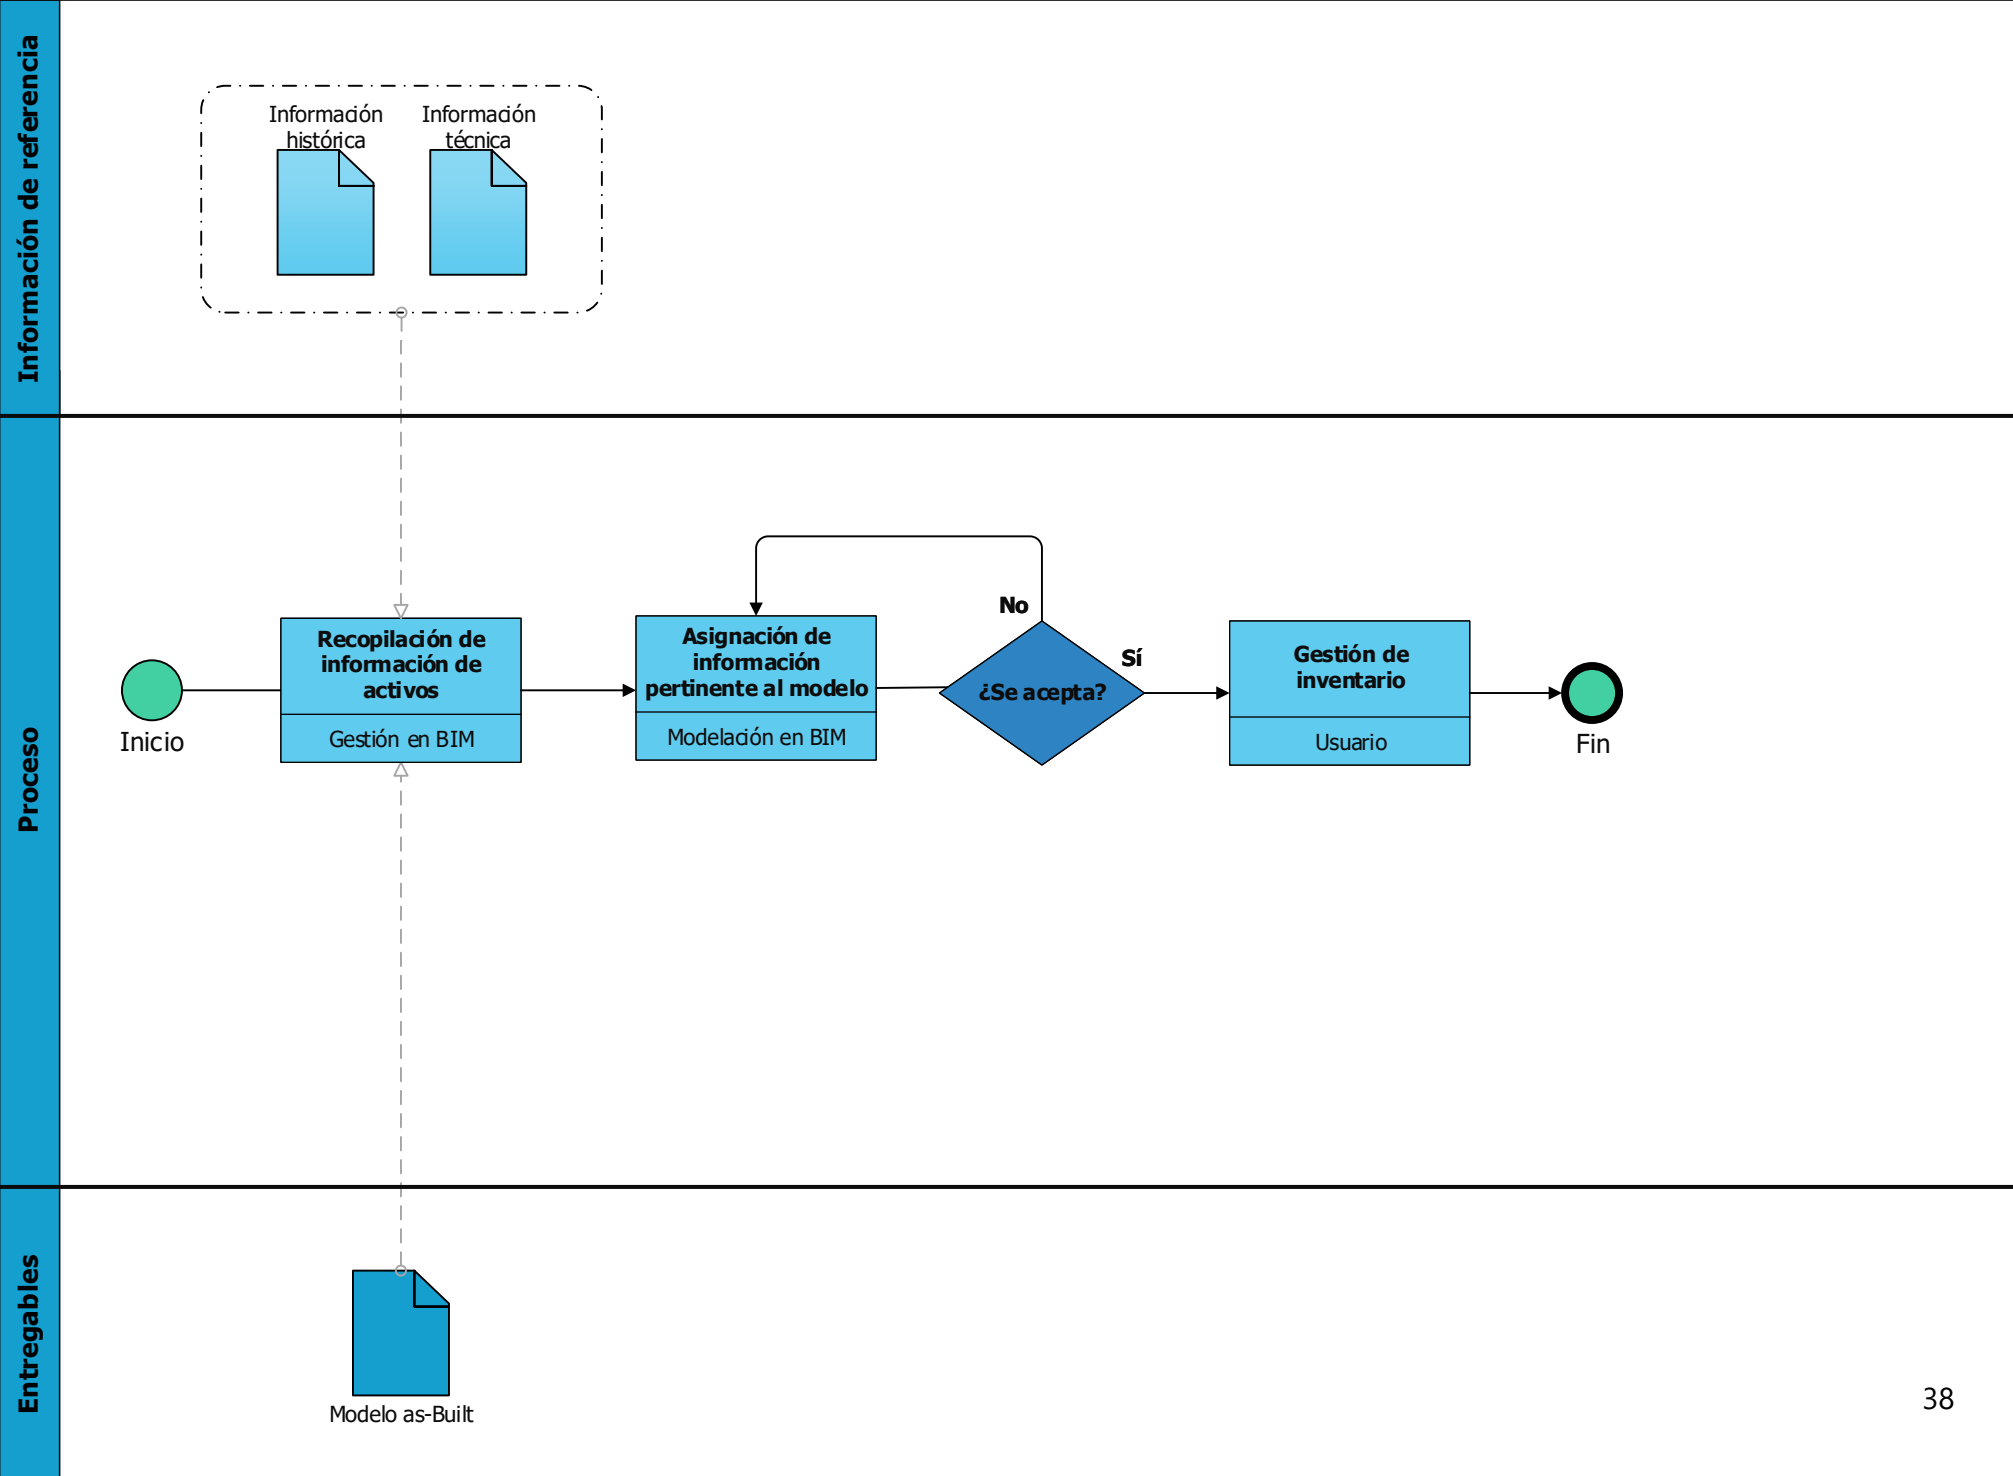 Información de referencia
Información
histórica
Información
técnica
Proceso
Inicio
Recopilación de
información de
activos
Gestión en BIM
Asignación de
información
pertinente al modelo
Modelación en BIM
No
¿Se acepta?
Sí
Gestión de
inventario
Usuario
Fin
Entregables
Modelo as-Built
38